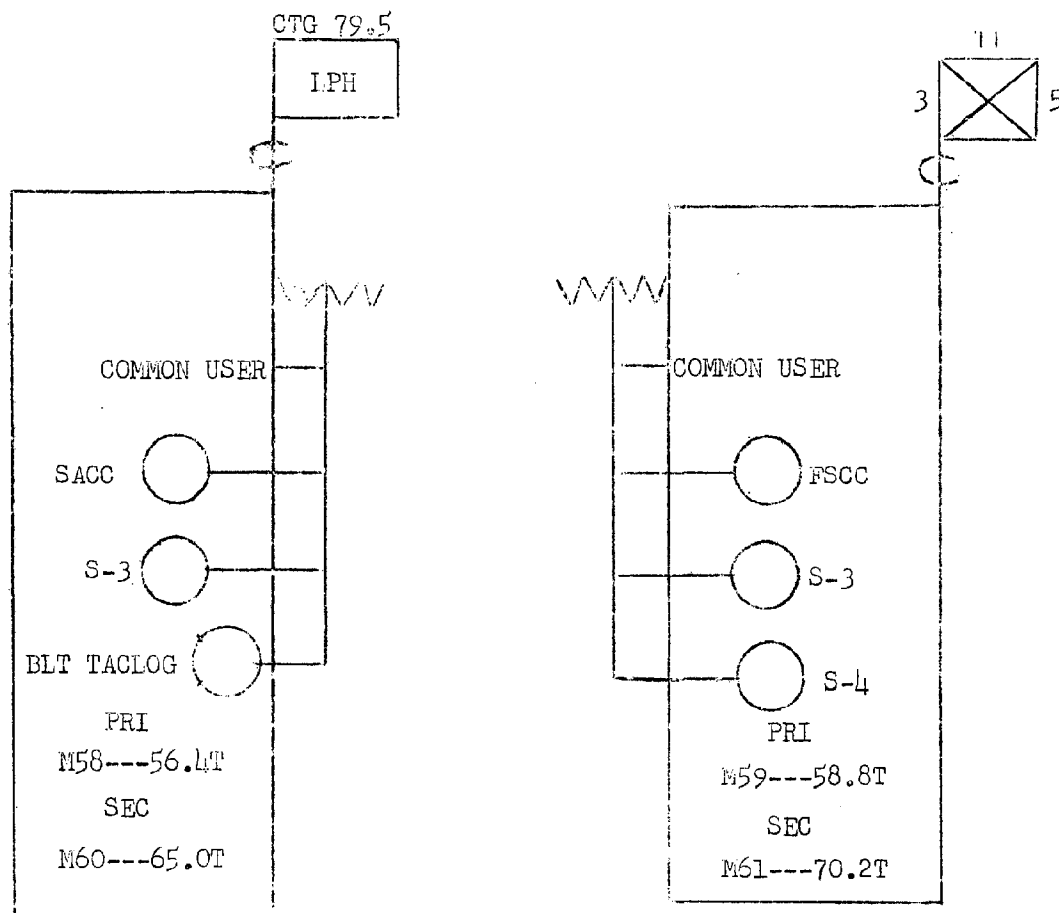 CTG 79.5
LPH
COMMON USER
SACC
S-3
BLT TACLOG
PRI
M58---56.4T
SEC
M60---65.0T
3
5
COMMON USER
FSCC
S-3
S-4
PRI
M59---58.8T
SEC
M61---70.2T